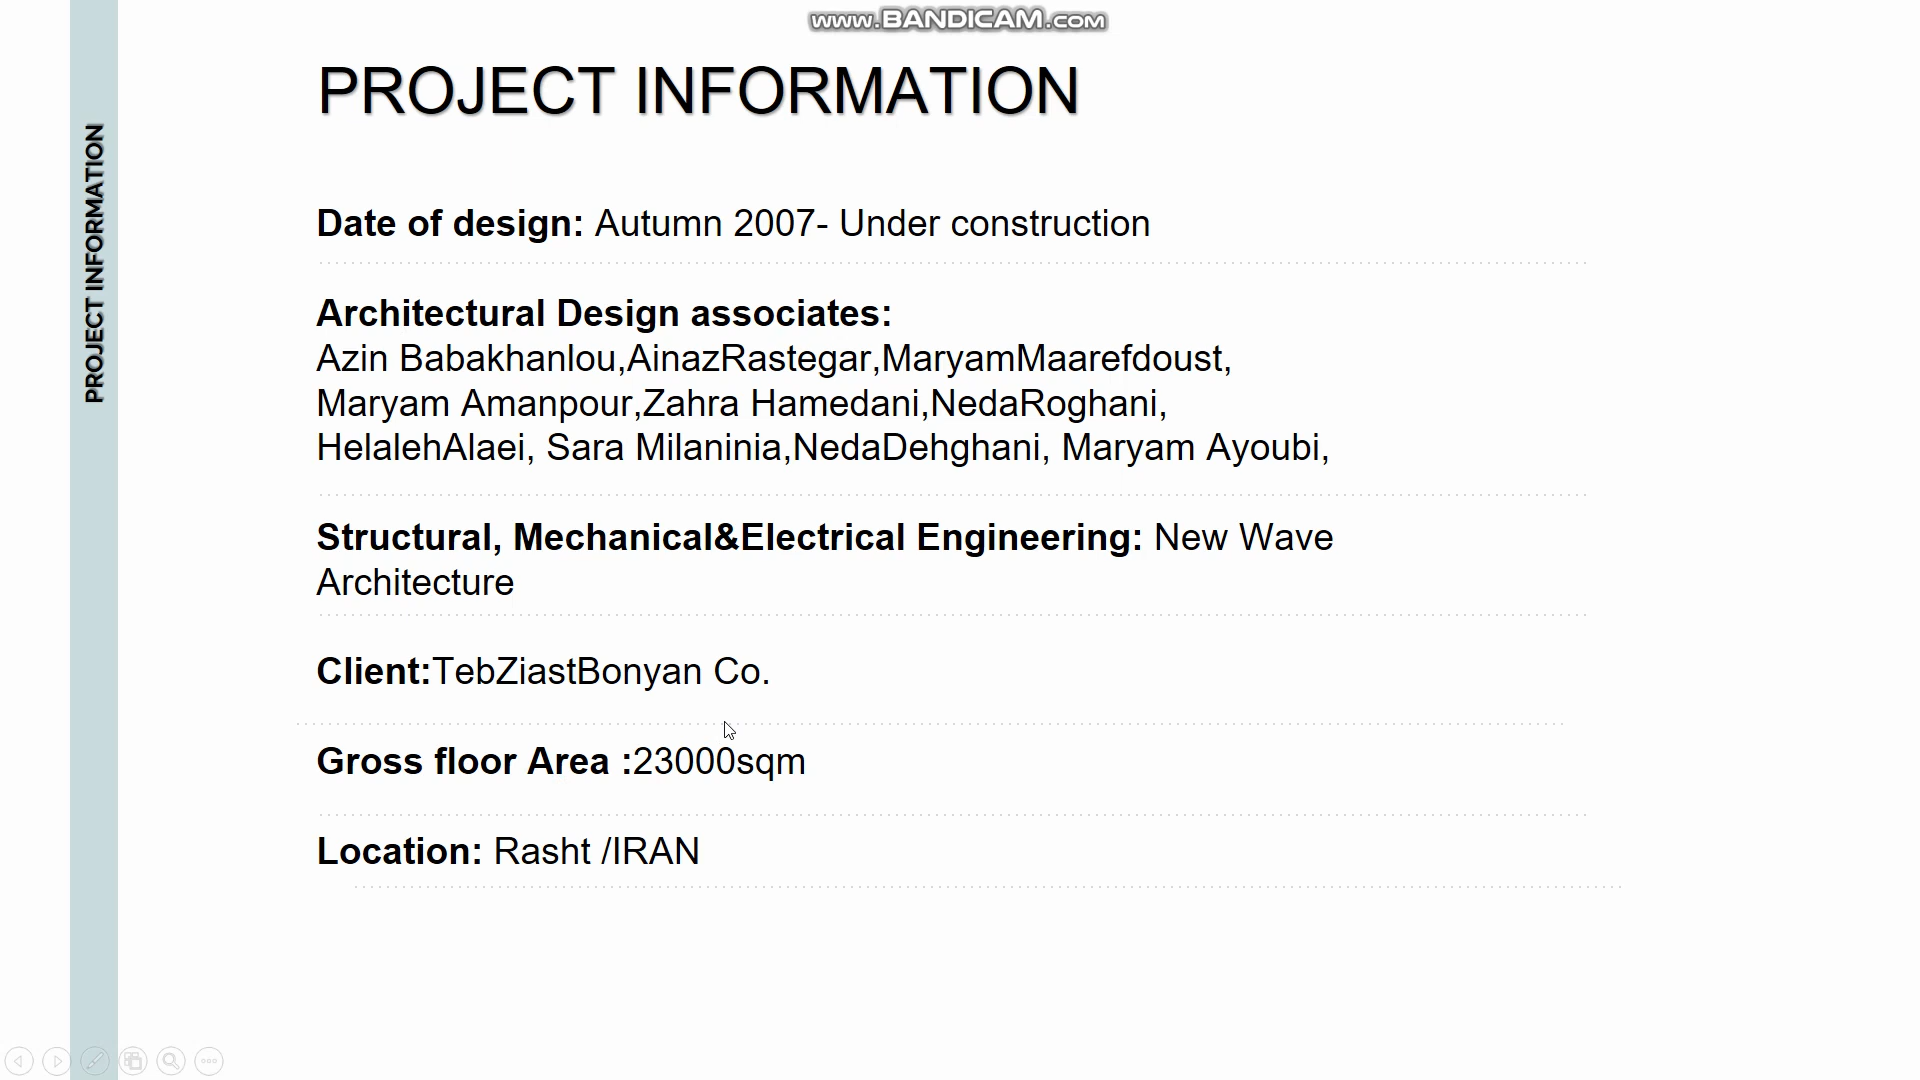 www.BANDICAM.com
PROJECT INFORMATION
PROJECT INFORMATION
Date of design: Autumn 2007- Under construction
Architectural Design associates:
Azin Babakhanlou,AinazRastegar,MaryamMaarefdoust,
Maryam Amanpour,Zahra Hamedani,NedaRoghani,
HelalehAlaei, Sara Milaninia,NedaDehghani, Maryam Ayoubi,
Structural, Mechanical&Electrical Engineering: New Wave
Architecture
Client:TebZiastBonyan Co.
Gross floor Area :23000sqm
Location: Rasht /IRAN